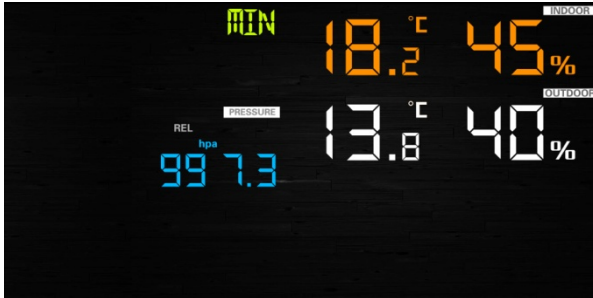 MIN
INDOOR
18.2 °C 45%
OUTDOOR
13.8 °C 40%
PRESSURE
REL
hpa
997.3